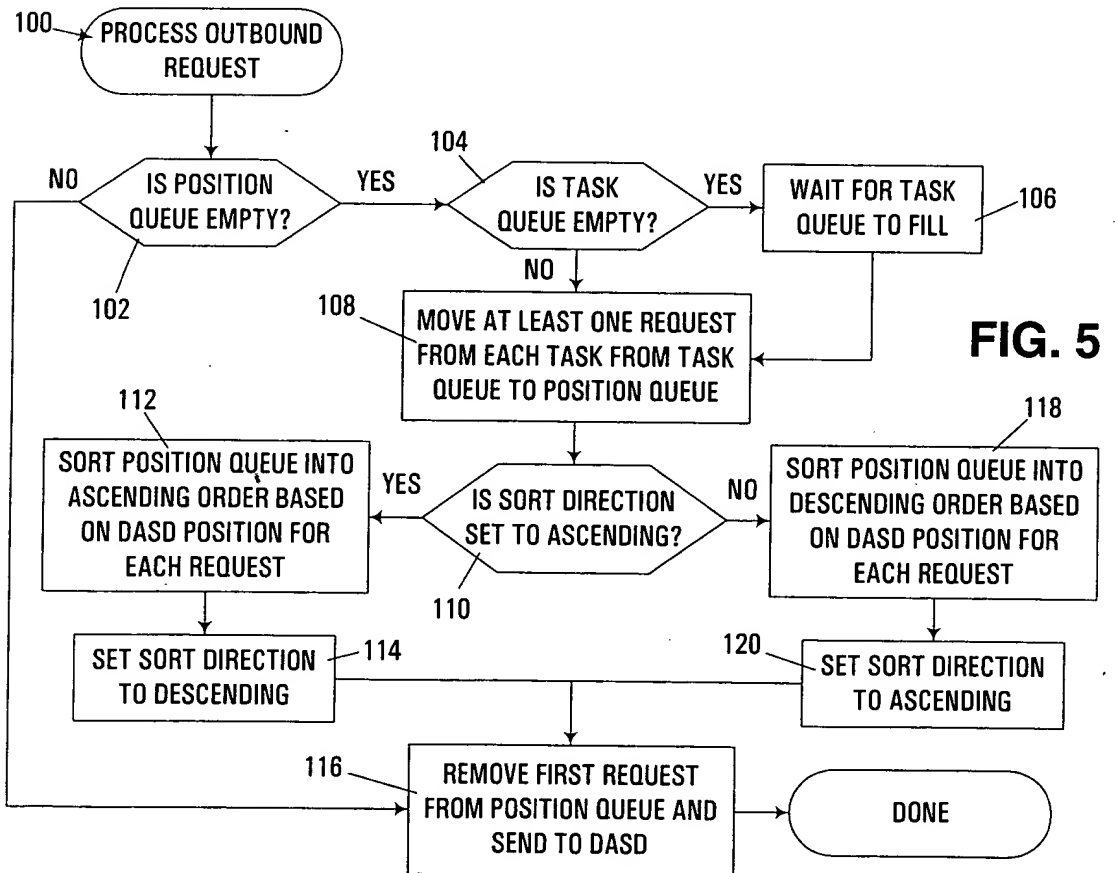 100
PROCESS OUTBOUND
REQUEST
NO
IS POSITION
QUEUE EMPTY?
102
YES
104
IS TASK
QUEUE EMPTY?
YES
WAIT FOR TASK
QUEUE TO FILL
106
NO
108
MOVE AT LEAST ONE REQUEST
FROM EACH TASK FROM TASK
QUEUE TO POSITION QUEUE
FIG. 5
112
SORT POSITION QUEUE INTO
ASCENDING ORDER BASED
ON DASD POSITION FOR
EACH REQUEST
YES
IS SORT DIRECTION
SET TO ASCENDING?
110
NO
118
SORT POSITION QUEUE INTO
DESCENDING ORDER BASED
ON DASD POSITION FOR
EACH REQUEST
SET SORT DIRECTION
TO DESCENDING
114
120
SET SORT DIRECTION
TO ASCENDING
116
REMOVE FIRST REQUEST
FROM POSITION QUEUE AND
SEND TO DASD
DONE